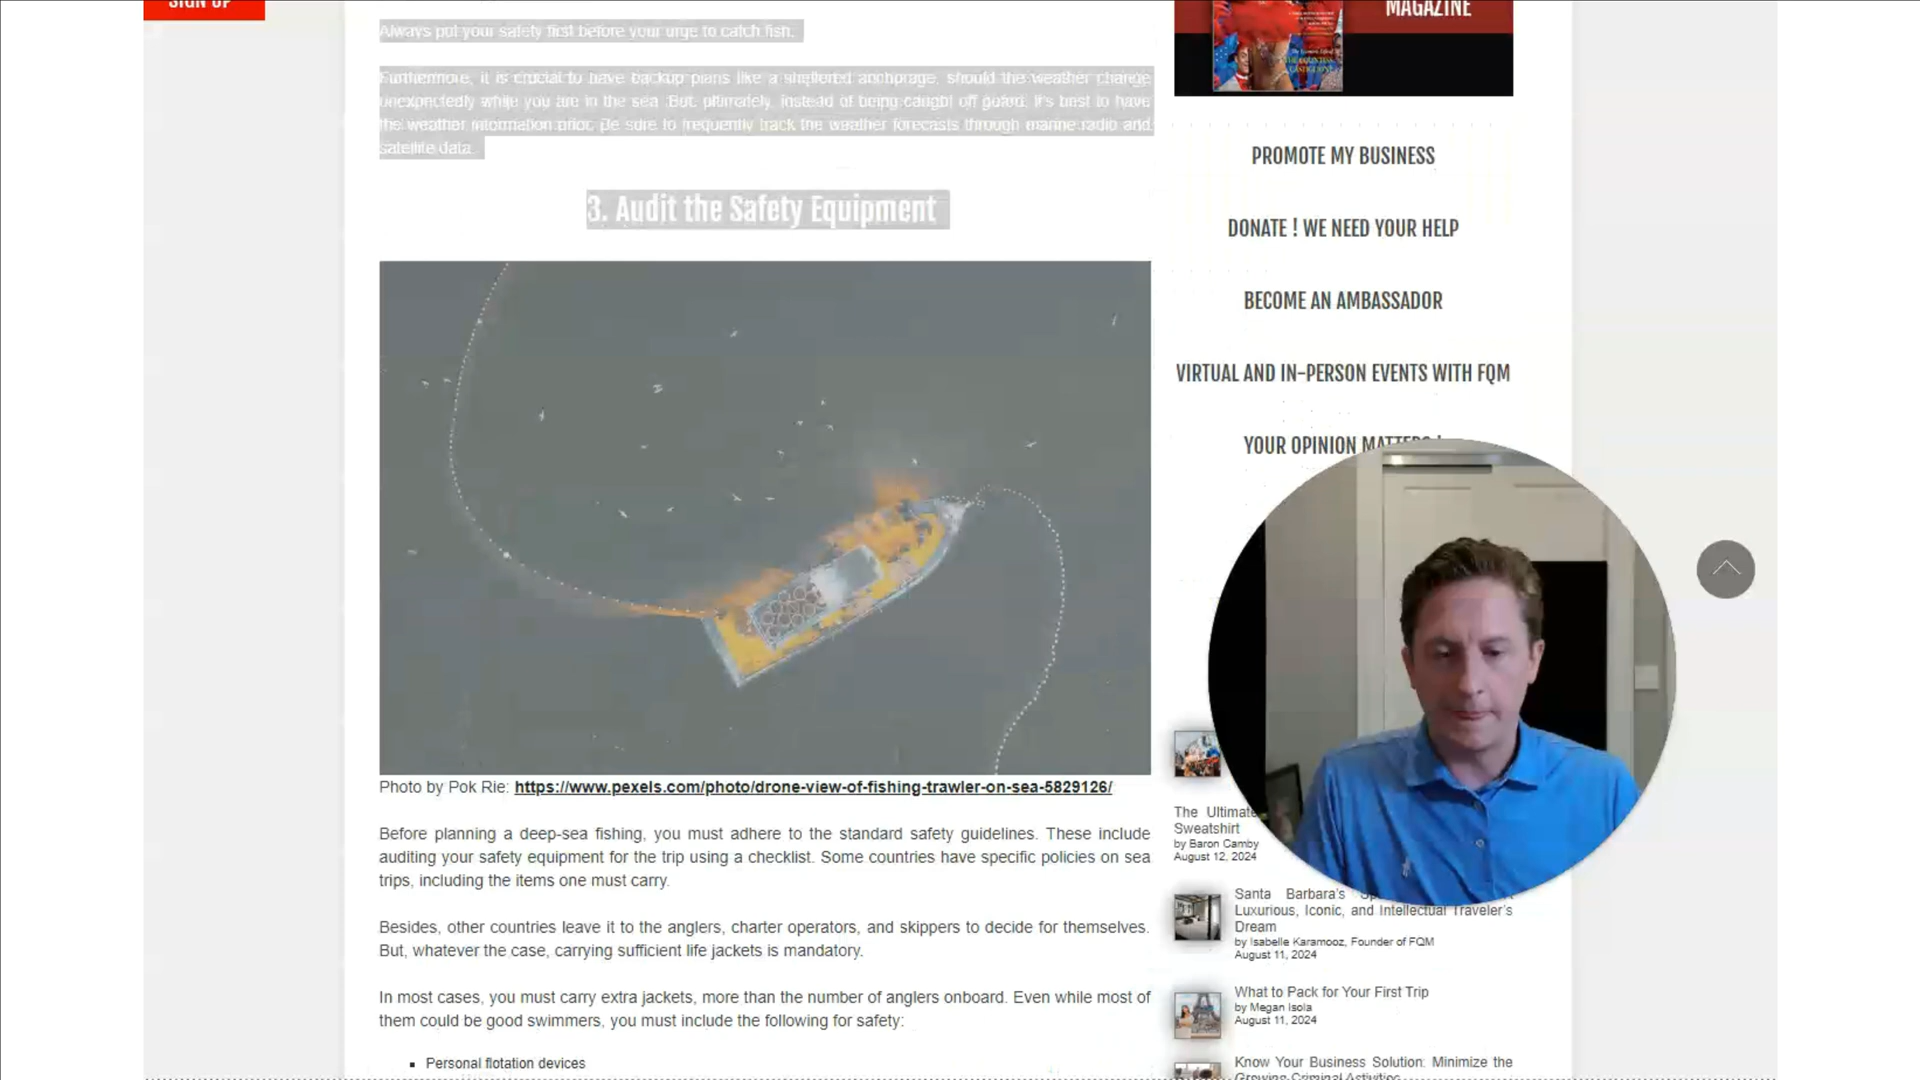 SIGN UP
Always put your safety first before your urge to catch fish.
Furthermore, it is crucial to have backup plans like a sheltered anchorage, should the weather change
unexpectedly while you are in the sea. But, ultimately, instead of being caught off guard, it's best to have
the weather information prior. Be sure to frequently track the weather forecasts through marine radio and
satellite data.
3. Audit the Safety Equipment
Photo by Pok Rie: https://www.pexels.com/photo/drone-view-of-fishing-trawler-on-sea-5829126/
Before planning a deep-sea fishing, you must adhere to the standard safety guidelines. These include
auditing your safety equipment for the trip using a checklist. Some countries have specific policies on sea
trips, including the items one must carry.
Besides, other countries leave it to the anglers, charter operators, and skippers to decide for themselves.
But, whatever the case, carrying sufficient life jackets is mandatory.
In most cases, you must carry extra jackets, more than the number of anglers onboard. Even while most of
them could be good swimmers, you must include the following for safety:
Personal flotation devices
MAGAZINE
PROMOTE MY BUSINESS
DONATE ! WE NEED YOUR HELP
BECOME AN AMBASSADOR
VIRTUAL AND IN-PERSON EVENTS WITH FQM
YOUR OPINION MATTERS !
The Ultimate
Sweatshirt
by Baron Camby
August 12, 2024
Santa Barbara's
Luxurious, Iconic, and Intellectual Traveler's
Dream
by Isabelle Karamooz, Founder of FQM
August 11, 2024
What to Pack for Your First Trip
by Megan Isola
August 11, 2024
Know Your Business Solution: Minimize the
Growing Criminal Activities